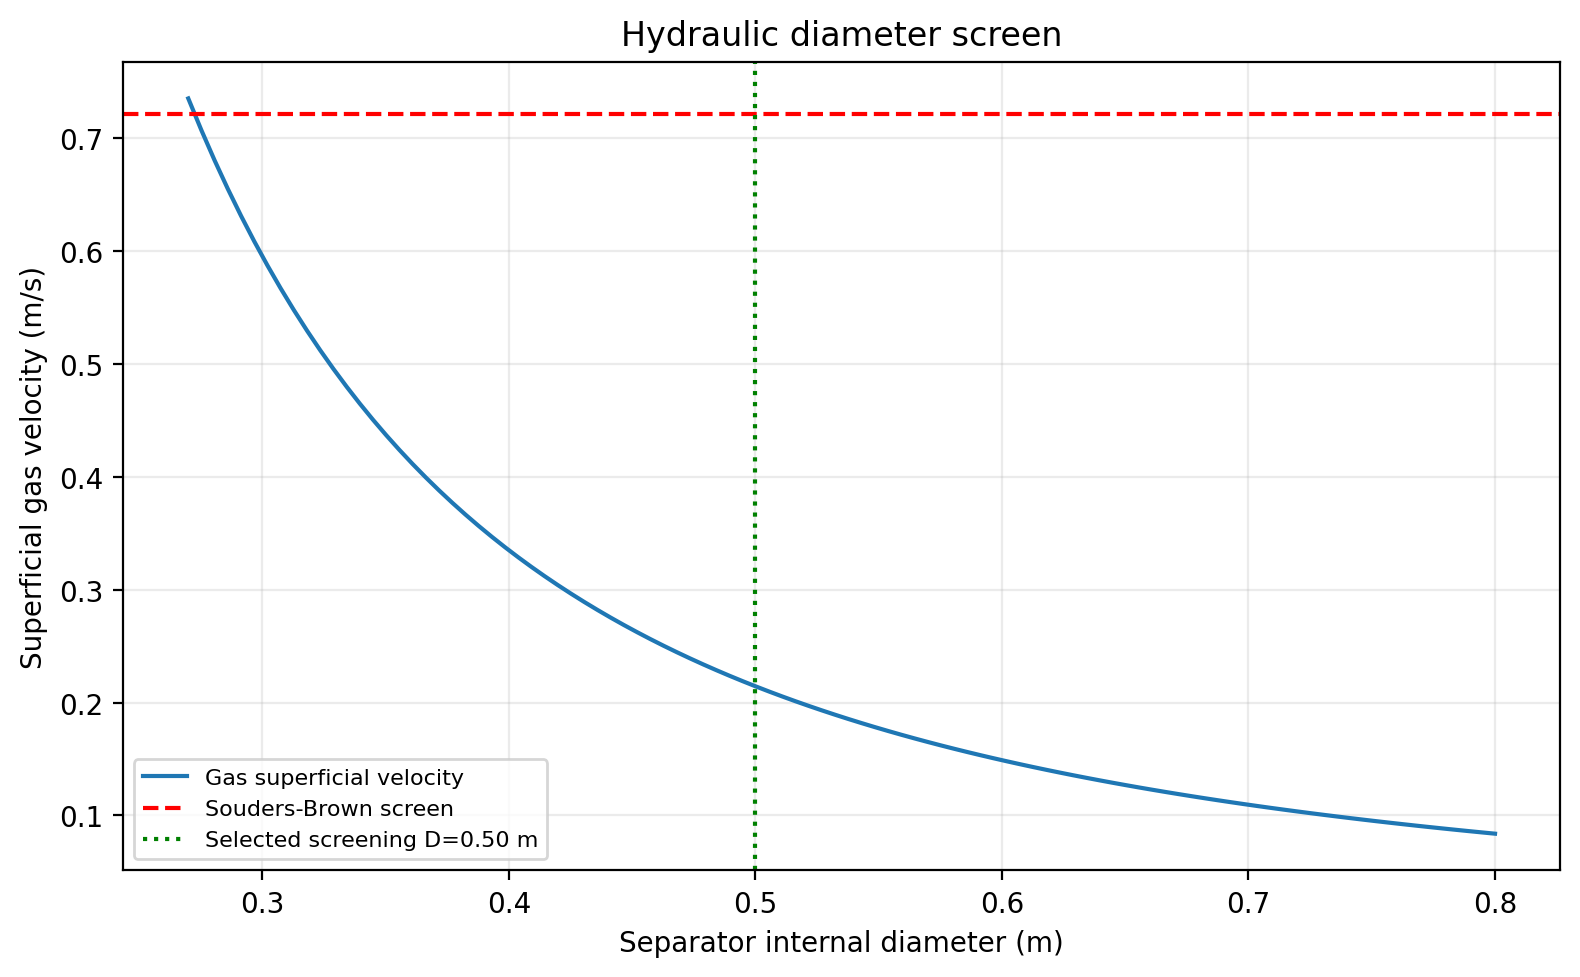 Hydraulic diameter screen
Superficial gas velocity (m/s)
0.7
0.6
0.5
0.4
0.3
0.2
0.1
Gas superficial velocity
Souders-Brown screen
Selected screening D=0.50 m
0.3
0.4
0.5
0.6
0.7
0.8
Separator internal diameter (m)